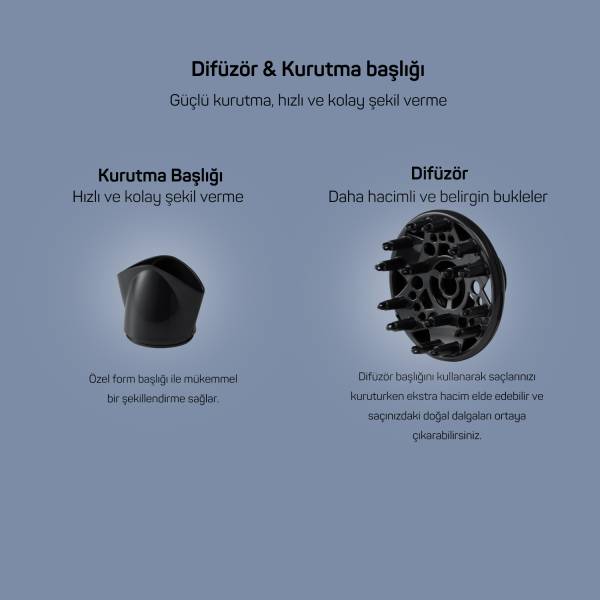 Difüzör & Kurutma başlığı
Güçlü kurutma, hızlı ve kolay şekil verme
Kurutma Başlığı
Hızlı ve kolay şekil verme
Özel form başlığı ile mükemmel
bir şekillendirme sağlar.
Difüzör
Daha hacimli ve belirgin bukleler
Difüzör başlığını kullanarak saçlarınızı
kuruturken ekstra hacim elde edebilir ve
saçınızdaki doğal dalgaları ortaya
çıkarabilirsiniz.